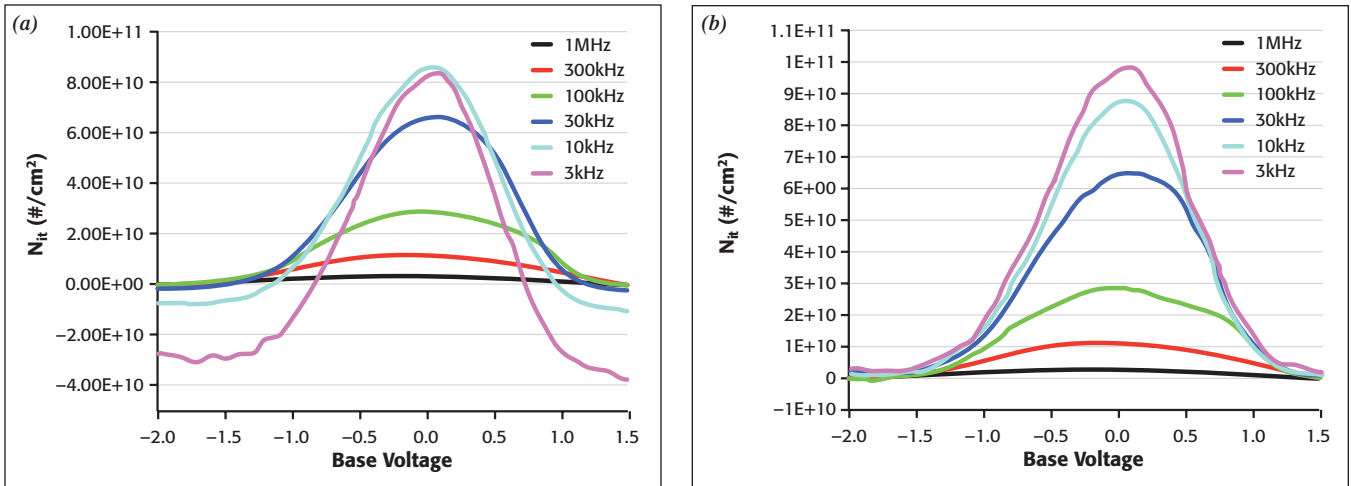 (a)
1.00E+11
8.00E+10
6.00E+10
4.00E+10
2.00E+10
0.00E+00
−2.00E+10
−4.00E+10
N_it (#/cm²)
−2.0 −1.5 −1.0 −0.5 0.0 0.5 1.0 1.5
Base Voltage
1MHz
300kHz
100kHz
30kHz
10kHz
3kHz
(b)
1.1E+11
1E+11
9E+10
8E+10
7E+10
6E+00
5E+10
4E+10
3E+10
2E+10
1E+10
0
−1E+10
N_it (#/cm²)
−2.0 −1.5 −1.0 −0.5 0.0 0.5 1.0 1.5
Base Voltage
1MHz
300kHz
100kHz
30kHz
10kHz
3kHz